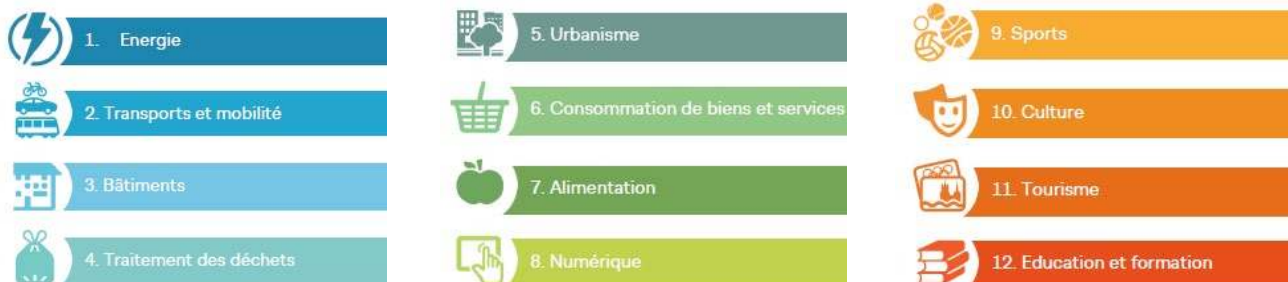 1. Energie
2. Transports et mobilité
3. Bâtiments
4. Traitement des déchets
5. Urbanisme
6. Consommation de biens et services
7. Alimentation
8. Numérique
9. Sports
10. Culture
11. Tourisme
12. Education et formation